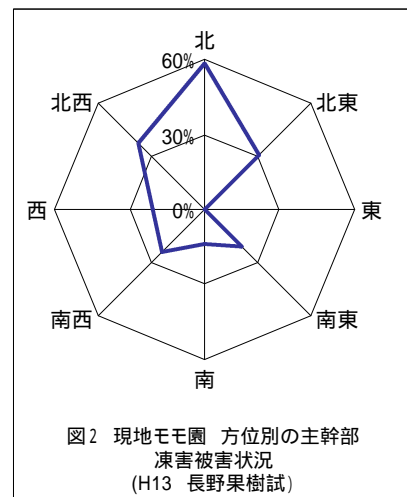 北
60%
北西
北東
30%
西
0%
東
南西
南東
南
図2 現地モモ園 方位別の主幹部
凍害被害状況
(H13 長野果樹試)